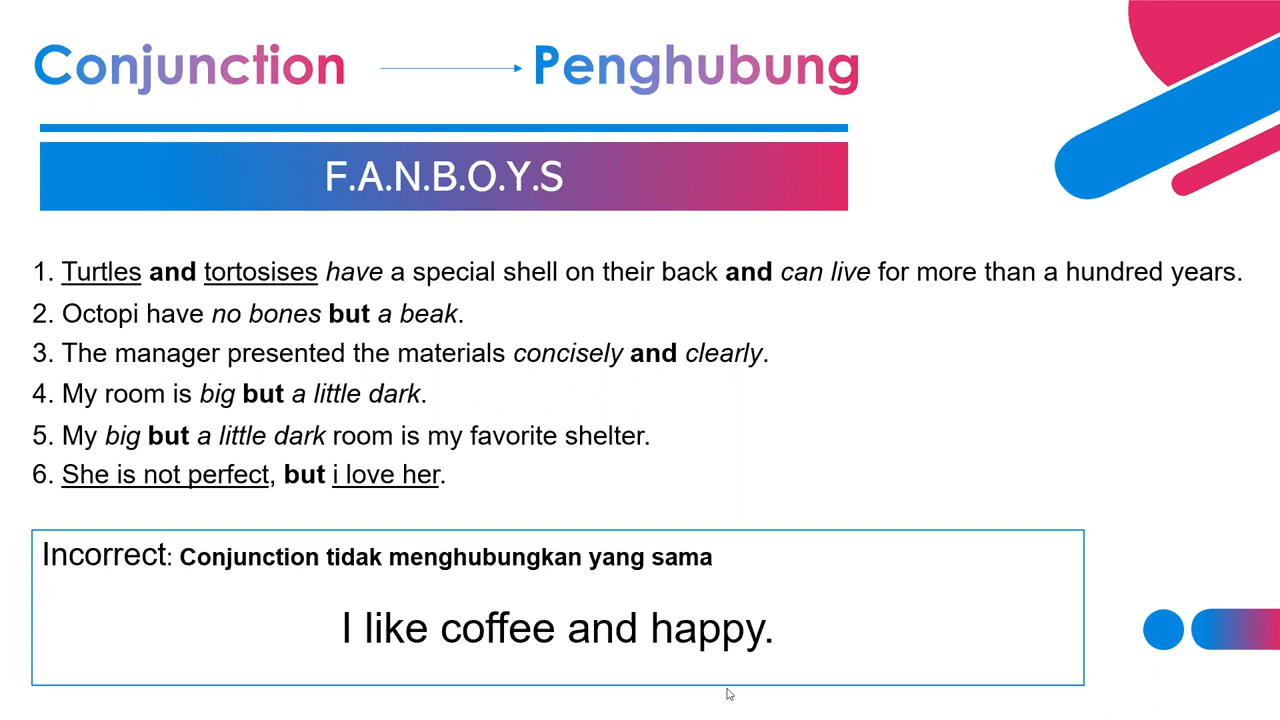 Conjunction Penghubung
F.A.N.B.O.Y.S
1. Turtles and tortosises have a special shell on their back and can live for more than a hundred years.
2. Octopi have no bones but a beak.
3. The manager presented the materials concisely and clearly.
4. My room is big but a little dark.
5. My big but a little dark room is my favorite shelter.
6. She is not perfect, but i love her.
Incorrect: Conjunction tidak menghubungkan yang sama
I like coffee and happy.